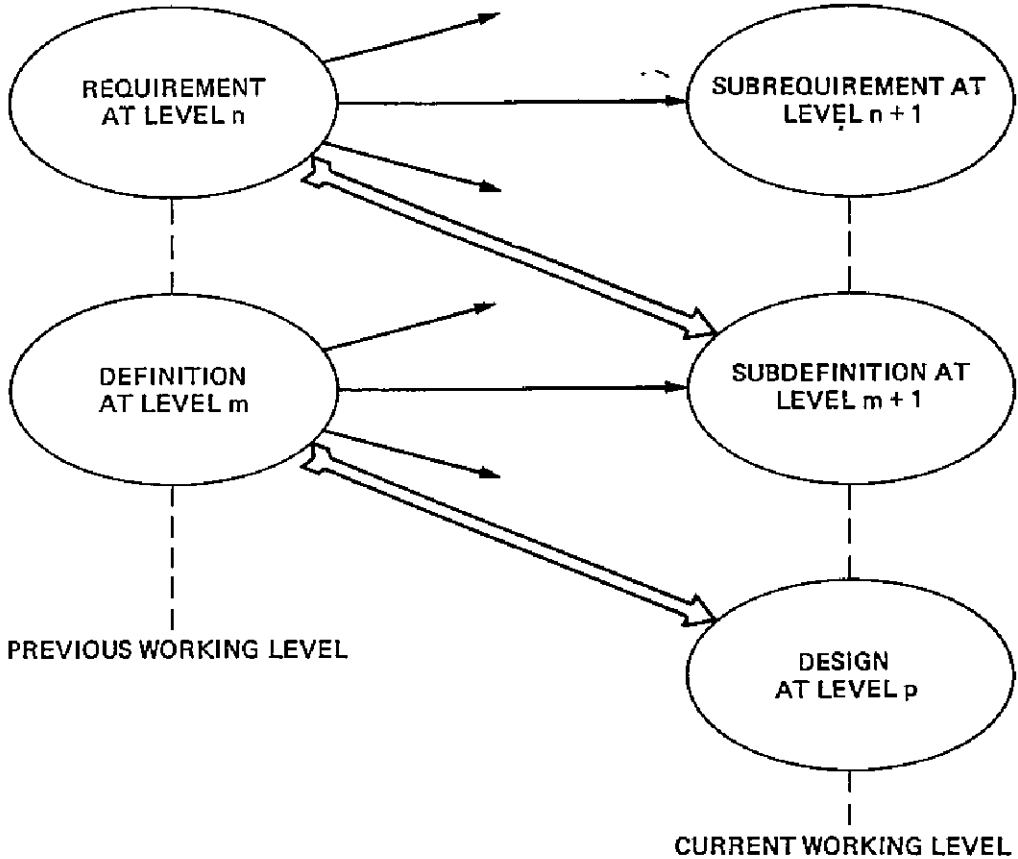 REQUIREMENT
AT LEVEL n
SUBREQUIREMENT AT
LEVEL n + 1
DEFINITION
AT LEVEL m
SUBDEFINITION AT
LEVEL m + 1
PREVIOUS WORKING LEVEL
DESIGN
AT LEVEL p
CURRENT WORKING LEVEL